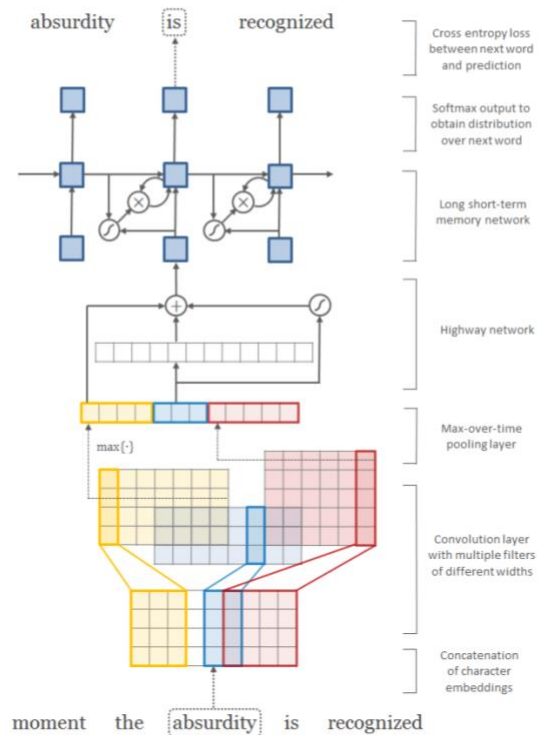 absurdity is recognized
Cross entropy loss
between next word
and prediction
Softmax output to
obtain distribution
over next word
Long short-term
memory network
Highway network
max{·}
Max-over-time
pooling layer
Convolution layer
with multiple filters
of different widths
Concatenation
of character
embeddings
moment the absurdity is recognized